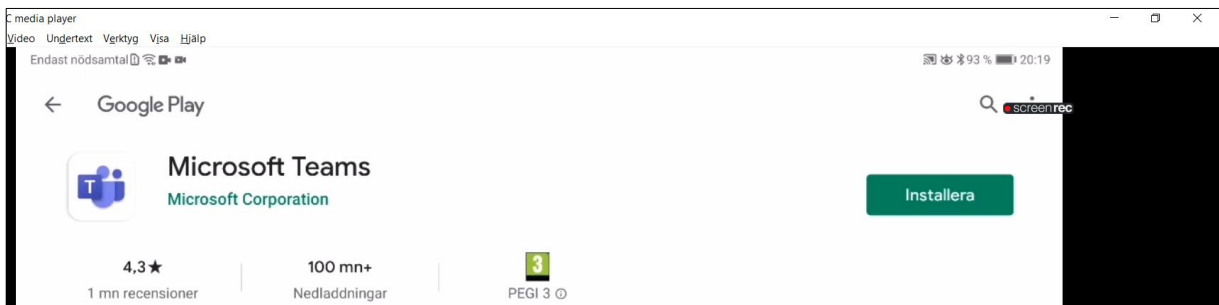 C media player
Video Undertext Verktyg Visa Hjälp
Endast nödsamtal 93 % 20:19
Google Play
screenrec
Microsoft Teams
T
Microsoft Corporation
Installera
4,3★ 100 mn+ 3
1 mn recensioner Nedladdningar PEGI 3